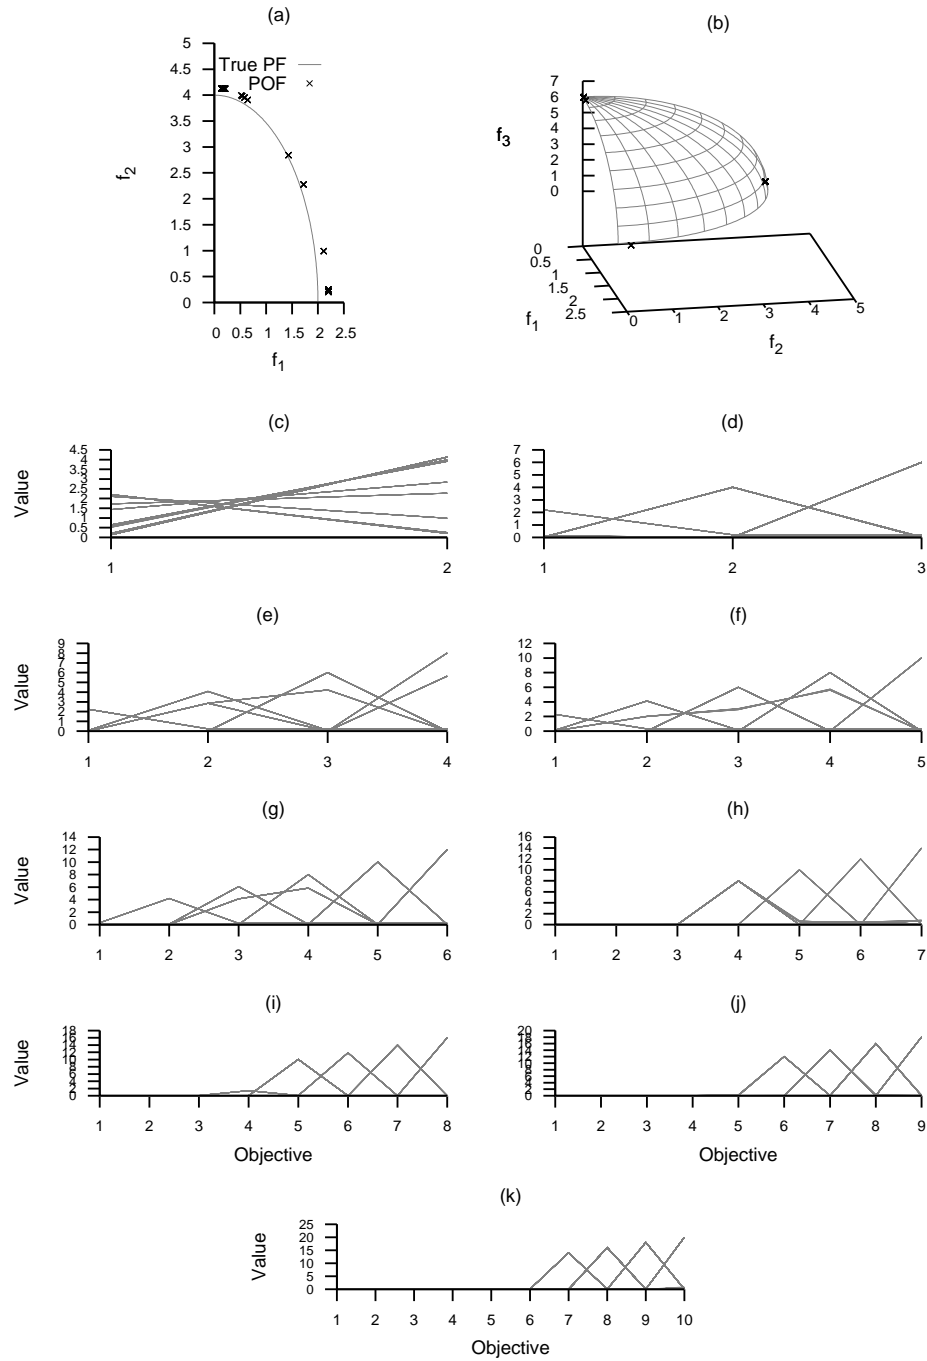 (a)
5
4.5
4
3.5
3
2.5
2
1.5
1
0.5
0
True PF
POF
f2
0 0.5 1 1.5 2 2.5
f1
(b)
7
6
5
4
3
2
1
0
f3
0
0.5
1
1.5
2
2.5
f1
0 1 2 3 4 5
f2
(c)
4.5
4
3.5
3
2.5
2
1.5
1
0.5
0
Value
1 2
(d)
7
6
5
4
3
2
1
0
1 2 3
(e)
9
8
7
6
5
4
3
2
1
0
Value
1 2 3 4
(f)
12
10
8
6
4
2
0
1 2 3 4 5
(g)
14
12
10
8
6
4
2
0
Value
1 2 3 4 5 6
(h)
16
14
12
10
8
6
4
2
0
1 2 3 4 5 6 7
(i)
18
16
14
12
10
8
6
4
2
0
Value
1 2 3 4 5 6 7 8
Objective
(j)
20
18
16
14
12
10
8
6
4
2
0
1 2 3 4 5 6 7 8 9
Objective
(k)
25
20
15
10
5
0
Value
1 2 3 4 5 6 7 8 9 10
Objective